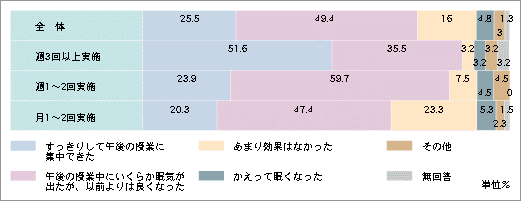 全 体 25.5 49.4 16 4.8 3 1.3
週3回以上実施 51.6 35.5 3.2 3.2 3.2 3.2
週1～2回実施 23.9 59.7 7.5 4.5 4.5 0
月1～2回実施 20.3 47.4 23.3 5.3 2.3 1.5
すっきりして午後の授業に
集中できた
あまり効果はなかった
その他
午後の授業中にいくらか眠気が
出たが、以前よりは良くなった
かえって眠くなった
無回答
単位%